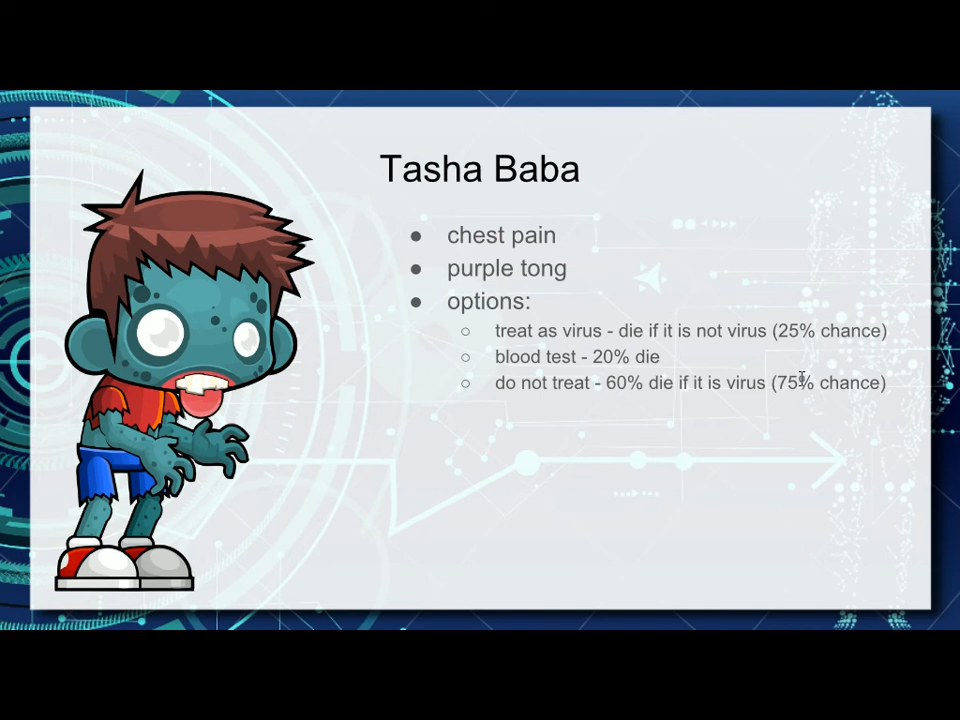 Tasha Baba
● chest pain
● purple tong
● options:
○ treat as virus - die if it is not virus (25% chance)
○ blood test - 20% die
○ do not treat - 60% die if it is virus (75% chance)